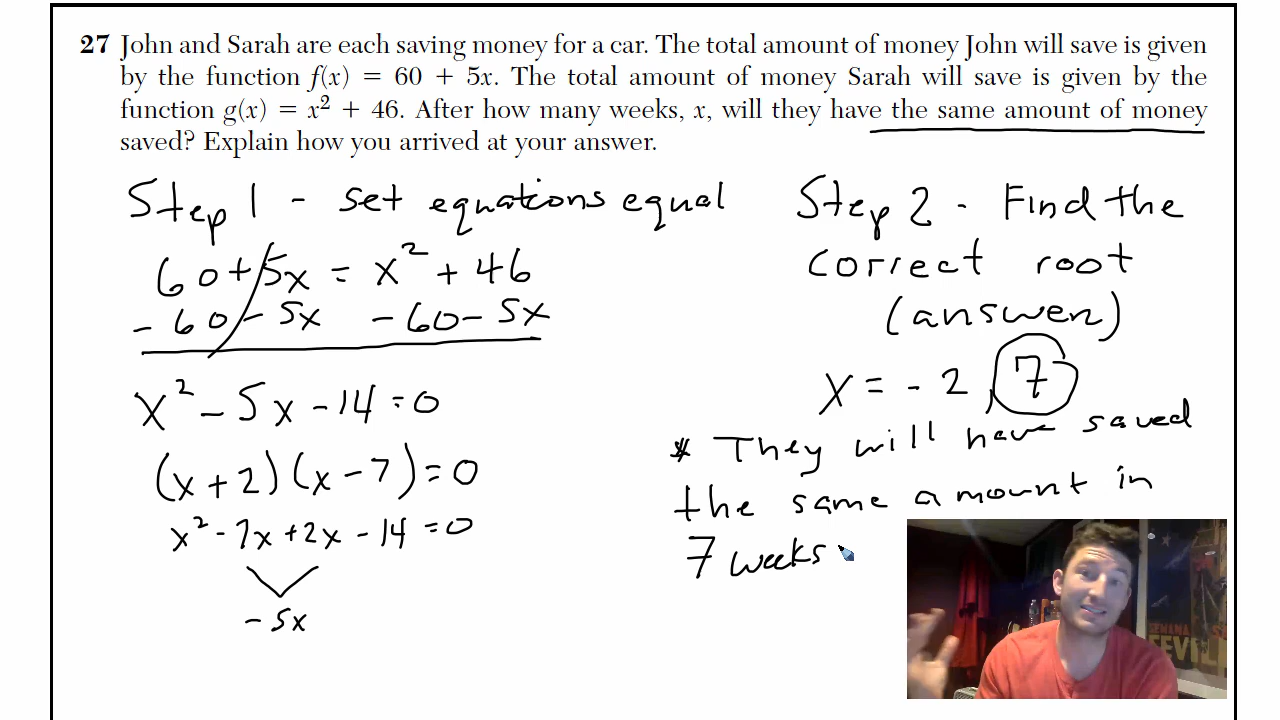 27 John and Sarah are each saving money for a car. The total amount of money John will save is given
by the function f(x) = 60 + 5x. The total amount of money Sarah will save is given by the
function g(x) = x² + 46. After how many weeks, x, will they have the same amount of money
saved? Explain how you arrived at your answer.
Step 1 - set equations equal
60+5x = x² + 46
- 60 - 5x - 60 - 5x
x² - 5x - 14 = 0
(x + 2)(x - 7) = 0
x² - 7x + 2x - 14 = 0
- 5x
Step 2 - Find the
correct root
(answer)
x = - 2, 7
* They will have saved
the same amount in
7 weeks